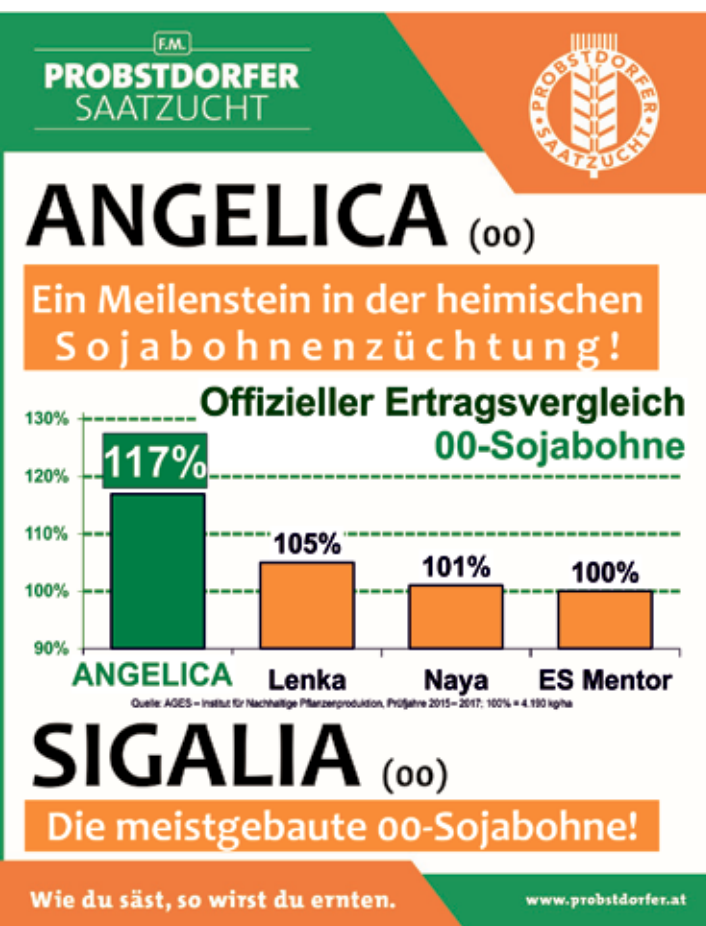 F.M.
PROBSTDORFER
SAATZUCHT
PROBSTDORFER
SAATZUCHT
ANGELICA (00)
Ein Meilenstein in der heimischen
Sojabohnenzüchtung!
Offizieller Ertragsvergleich
00-Sojabohne
130%
120%
110%
100%
90%
117%
105%
101%
100%
ANGELICA
Lenka
Naya
ES Mentor
Quelle: AGES – Institut für Nachhaltige Pflanzenproduktion, Prüfjahre 2015 – 2017; 100% = 4.190 kg/ha
SIGALIA (00)
Die meistgebaute 00-Sojabohne!
Wie du säst, so wirst du ernten.
www.probstdorfer.at